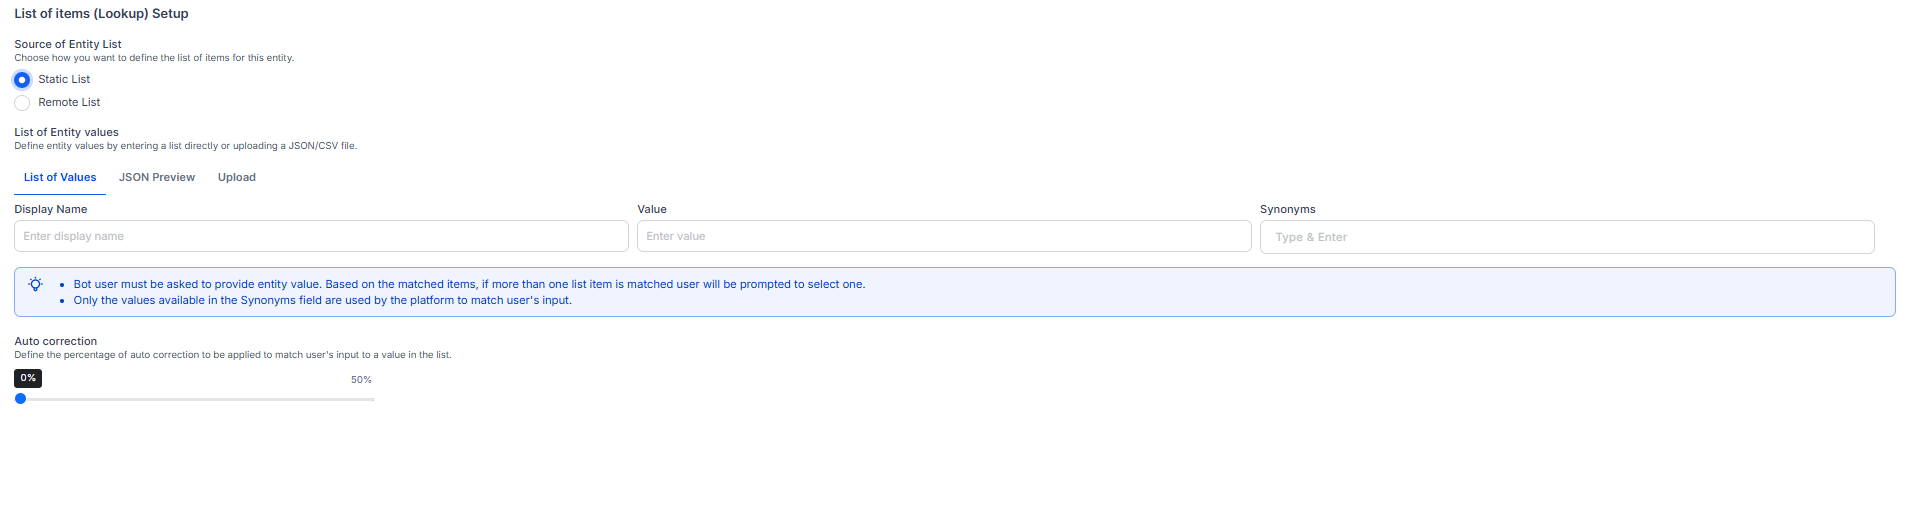 List of items (Lookup) Setup
Source of Entity List
Choose how you want to define the list of items for this entity.
Static List
Remote List
List of Entity values
Define entity values by entering a list directly or uploading a JSON/CSV file.
List of Values JSON Preview Upload
Display Name Value Synonyms
Enter display name Enter value Type & Enter
• Bot user must be asked to provide entity value. Based on the matched items, if more than one list item is matched user will be prompted to select one.
• Only the values available in the Synonyms field are used by the platform to match user's input.
Auto correction
Define the percentage of auto correction to be applied to match user's input to a value in the list.
0% 50%